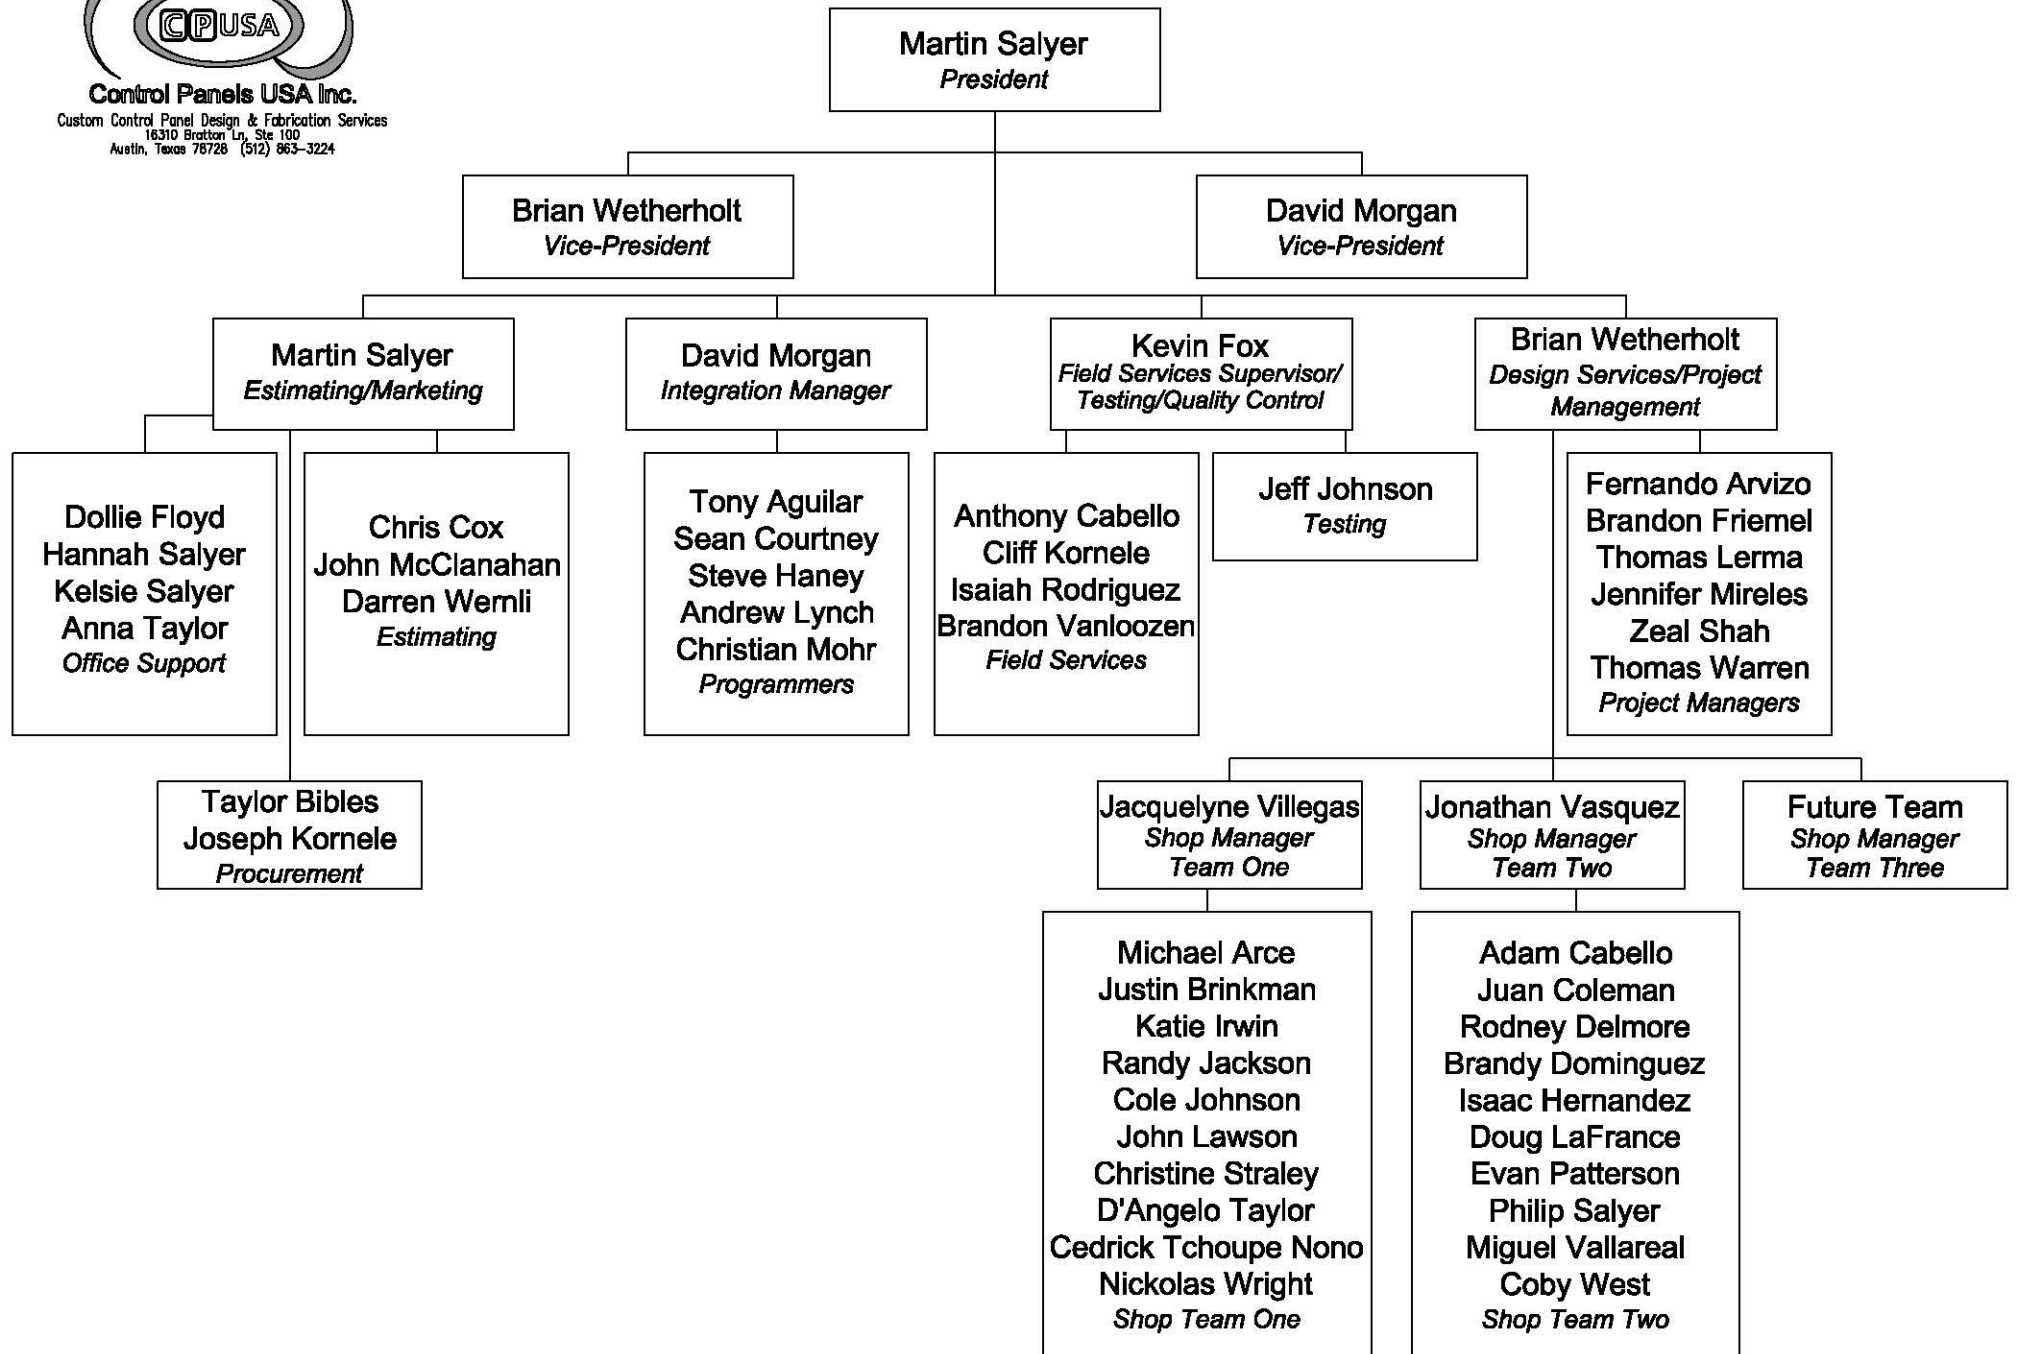 CPUSA
Control Panels USA Inc.
Custom Control Panel Design & Fabrication Services
16310 Bratton Ln, Ste 100
Austin, Texas 78728 (512) 863-3224
Martin Salyer
President
Brian Wetherholt
Vice-President
David Morgan
Vice-President
Martin Salyer
Estimating/Marketing
David Morgan
Integration Manager
Kevin Fox
Field Services Supervisor/
Testing/Quality Control
Brian Wetherholt
Design Services/Project
Management
Dollie Floyd
Hannah Salyer
Kelsie Salyer
Anna Taylor
Office Support
Chris Cox
John McClanahan
Darren Wernli
Estimating
Tony Aguilar
Sean Courtney
Steve Haney
Andrew Lynch
Christian Mohr
Programmers
Anthony Cabello
Cliff Kornele
Isaiah Rodriguez
Brandon Vanloozen
Field Services
Jeff Johnson
Testing
Fernando Arvizo
Brandon Friemel
Thomas Lerma
Jennifer Mireles
Zeal Shah
Thomas Warren
Project Managers
Taylor Bibles
Joseph Kornele
Procurement
Jacquelyne Villegas
Shop Manager
Team One
Jonathan Vasquez
Shop Manager
Team Two
Future Team
Shop Manager
Team Three
Michael Arce
Justin Brinkman
Katie Irwin
Randy Jackson
Cole Johnson
John Lawson
Christine Straley
D'Angelo Taylor
Cedrick Tchoupe Nono
Nickolas Wright
Shop Team One
Adam Cabello
Juan Coleman
Rodney Delmore
Brandy Dominguez
Isaac Hernandez
Doug LaFrance
Evan Patterson
Philip Salyer
Miguel Vallareal
Coby West
Shop Team Two